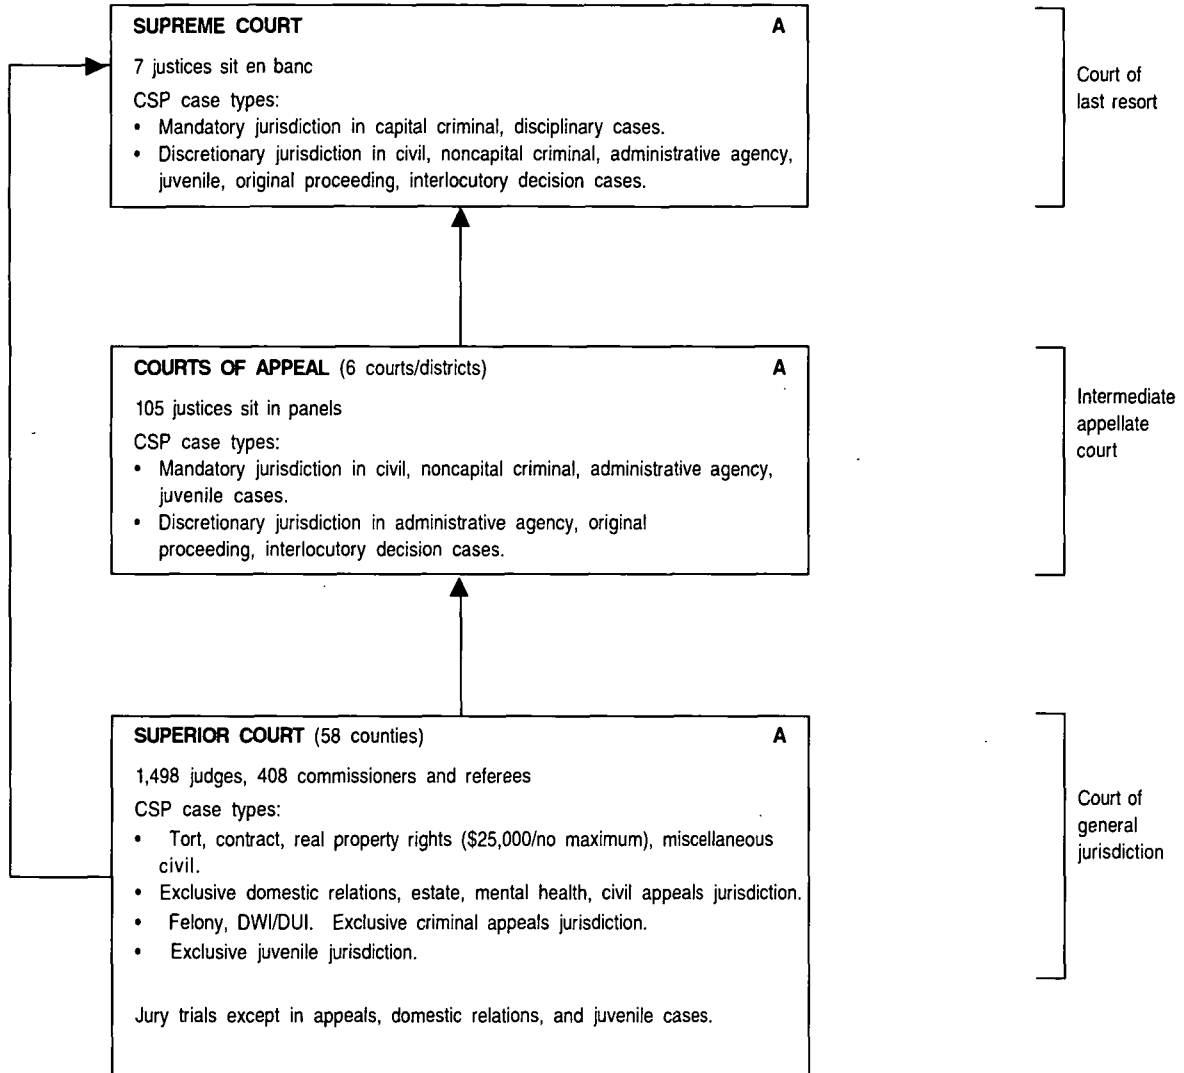 SUPREME COURT A
7 justices sit en banc
CSP case types:
• Mandatory jurisdiction in capital criminal, disciplinary cases.
• Discretionary jurisdiction in civil, noncapital criminal, administrative agency,
juvenile, original proceeding, interlocutory decision cases.
Court of
last resort
COURTS OF APPEAL (6 courts/districts) A
105 justices sit in panels
CSP case types:
• Mandatory jurisdiction in civil, noncapital criminal, administrative agency,
juvenile cases.
• Discretionary jurisdiction in administrative agency, original
proceeding, interlocutory decision cases.
Intermediate
appellate
court
SUPERIOR COURT (58 counties) A
1,498 judges, 408 commissioners and referees
CSP case types:
• Tort, contract, real property rights ($25,000/no maximum), miscellaneous
civil.
• Exclusive domestic relations, estate, mental health, civil appeals jurisdiction.
• Felony, DWI/DUI. Exclusive criminal appeals jurisdiction.
• Exclusive juvenile jurisdiction.
Jury trials except in appeals, domestic relations, and juvenile cases.
Court of
general
jurisdiction